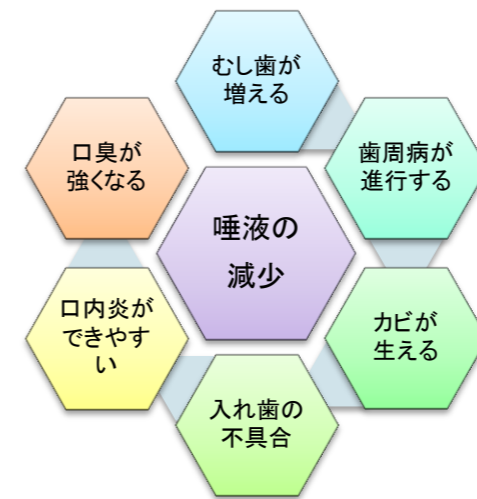 むし歯が
増える
歯周病が
進行する
カビが
生える
入れ歯の
不具合
口内炎が
できやす
い
口臭が
強くなる
唾液の
減少